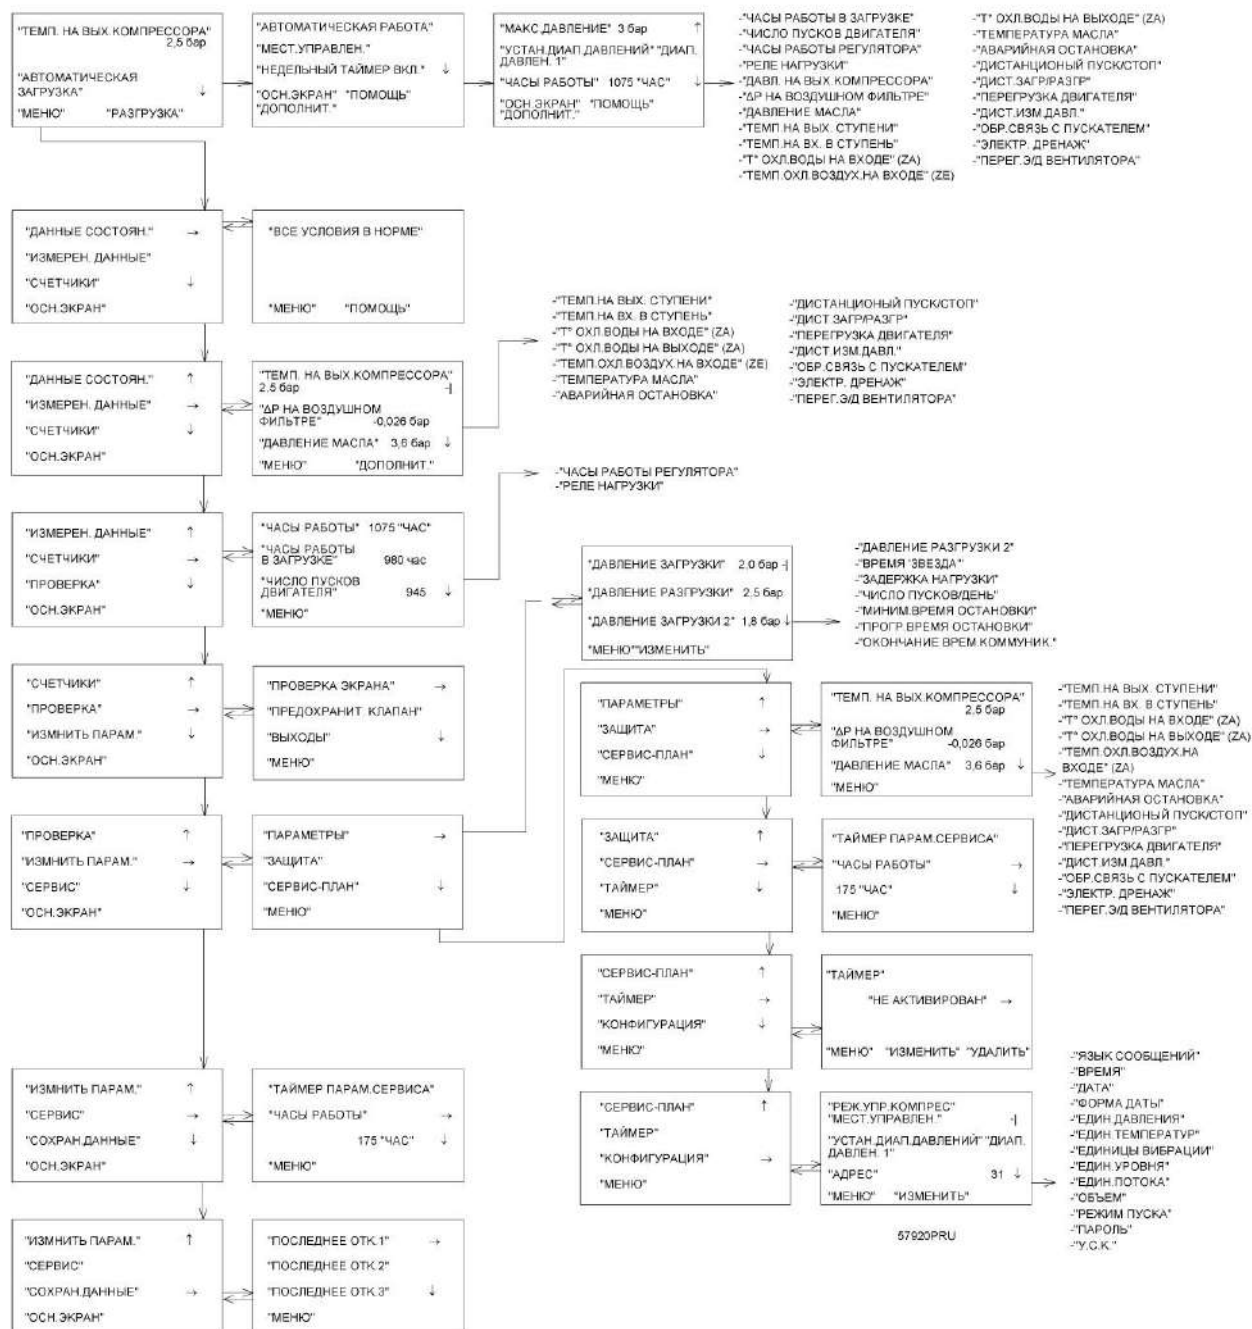 "ТЕМП. НА ВЫХ.КОМПРЕССОРА"
2,5 бар
"АВТОМАТИЧЕСКАЯ
ЗАГРУЗКА" ↓
"МЕНЮ" "РАЗГРУЗКА"
"АВТОМАТИЧЕСКАЯ РАБОТА"
"МЕСТ.УПРАВЛЕН."
"НЕДЕЛЬНЫЙ ТАЙМЕР ВКЛ." ↓
"ОСН.ЭКРАН" "ПОМОЩЬ"
"ДОПОЛНИТ."
"МАКС.ДАВЛЕНИЕ" 3 бар ↑
"УСТАН.ДИАП.ДАВЛЕНИЙ" "ДИАП.
ДАВЛЕН. 1"
"ЧАСЫ РАБОТЫ" 1075 "ЧАС" ↓
"ОСН.ЭКРАН" "ПОМОЩЬ"
"ДОПОЛНИТ."
-"ЧАСЫ РАБОТЫ В ЗАГРУЗКЕ"
-"ЧИСЛО ПУСКОВ ДВИГАТЕЛЯ"
-"ЧАСЫ РАБОТЫ РЕГУЛЯТОРА"
-"РЕЛЕ НАГРУЗКИ"
-"ДАВЛ. НА ВЫХ.КОМПРЕССОРА"
-"ΔР НА ВОЗДУШНОМ ФИЛЬТРЕ"
-"ДАВЛЕНИЕ МАСЛА"
-"ТЕМП.НА ВЫХ. СТУПЕНИ"
-"ТЕМП.НА ВХ. В СТУПЕНЬ"
-"Т° ОХЛ.ВОДЫ НА ВХОДЕ" (ZA)
-"ТЕМП.ОХЛ.ВОЗДУХ.НА ВХОДЕ" (ZE)
-"Т° ОХЛ.ВОДЫ НА ВЫХОДЕ" (ZA)
-"ТЕМПЕРАТУРА МАСЛА"
-"АВАРИЙНАЯ ОСТАНОВКА"
-"ДИСТАНЦИОНЫЙ ПУСК/СТОП"
-"ДИСТ.ЗАГР/РАЗГР"
-"ПЕРЕГРУЗКА ДВИГАТЕЛЯ"
-"ДИСТ.ИЗМ.ДАВЛ."
-"ОБР.СВЯЗЬ С ПУСКАТЕЛЕМ"
-"ЭЛЕКТР. ДРЕНАЖ"
-"ПЕРЕГ.Э/Д ВЕНТИЛЯТОРА"
"ДАННЫЕ СОСТОЯН." →
"ИЗМЕРЕН. ДАННЫЕ"
"СЧЕТЧИКИ" ↓
"ОСН.ЭКРАН"
"ВСЕ УСЛОВИЯ В НОРМЕ"
"МЕНЮ" "ПОМОЩЬ"
"ДАННЫЕ СОСТОЯН." ↑
"ИЗМЕРЕН. ДАННЫЕ" →
"СЧЕТЧИКИ" ↓
"ОСН.ЭКРАН"
"ТЕМП. НА ВЫХ.КОМПРЕССОРА"
2,5 бар
"ΔР НА ВОЗДУШНОМ
ФИЛЬТРЕ" -0,026 бар
"ДАВЛЕНИЕ МАСЛА" 3,6 бар ↓
"МЕНЮ" "ДОПОЛНИТ."
-"ТЕМП.НА ВЫХ. СТУПЕНИ"
-"ТЕМП.НА ВХ. В СТУПЕНЬ"
-"Т° ОХЛ.ВОДЫ НА ВХОДЕ" (ZA)
-"Т° ОХЛ.ВОДЫ НА ВЫХОДЕ" (ZA)
-"ТЕМП.ОХЛ.ВОЗДУХ.НА ВХОДЕ" (ZE)
-"ТЕМПЕРАТУРА МАСЛА"
-"АВАРИЙНАЯ ОСТАНОВКА"
-"ДИСТАНЦИОНЫЙ ПУСК/СТОП"
-"ДИСТ.ЗАГР/РАЗГР"
-"ПЕРЕГРУЗКА ДВИГАТЕЛЯ"
-"ДИСТ.ИЗМ.ДАВЛ."
-"ОБР.СВЯЗЬ С ПУСКАТЕЛЕМ"
-"ЭЛЕКТР. ДРЕНАЖ"
-"ПЕРЕГ.Э/Д ВЕНТИЛЯТОРА"
"ИЗМЕРЕН. ДАННЫЕ" ↑
"СЧЕТЧИКИ" →
"ПРОВЕРКА" ↓
"ОСН.ЭКРАН"
"ЧАСЫ РАБОТЫ" 1075 "ЧАС"
"ЧАСЫ РАБОТЫ
В ЗАГРУЗКЕ" 980 час
"ЧИСЛО ПУСКОВ
ДВИГАТЕЛЯ" 945 ↓
"МЕНЮ"
-"ЧАСЫ РАБОТЫ РЕГУЛЯТОРА"
-"РЕЛЕ НАГРУЗКИ"
"ДАВЛЕНИЕ ЗАГРУЗКИ" 2,0 бар
"ДАВЛЕНИЕ РАЗГРУЗКИ" 2,5 бар
"ДАВЛЕНИЕ ЗАГРУЗКИ 2" 1,8 бар ↓
"МЕНЮ""ИЗМЕНИТЬ"
-"ДАВЛЕНИЕ РАЗГРУЗКИ 2"
-"ВРЕМЯ 'ЗВЕЗДА'"
-"ЗАДЕРЖКА НАГРУЗКИ"
-"ЧИСЛО ПУСКОВ/ДЕНЬ"
-"МИНИМ.ВРЕМЯ ОСТАНОВКИ"
-"ПРОГР.ВРЕМЯ ОСТАНОВКИ"
-"ОКОНЧАНИЕ ВРЕМ.КОММУНИК."
"СЧЕТЧИКИ" ↑
"ПРОВЕРКА" →
"ИЗМНИТЬ ПАРАМ." ↓
"ОСН.ЭКРАН"
"ПРОВЕРКА ЭКРАНА" →
"ПРЕДОХРАНИТ. КЛАПАН"
"ВЫХОДЫ" ↓
"МЕНЮ"
"ПАРАМЕТРЫ" ↑
"ЗАЩИТА" →
"СЕРВИС-ПЛАН" ↓
"МЕНЮ"
"ТЕМП. НА ВЫХ.КОМПРЕССОРА"
2,5 бар
"ΔР НА ВОЗДУШНОМ
ФИЛЬТРЕ" -0,026 бар
"ДАВЛЕНИЕ МАСЛА" 3,6 бар ↓
"МЕНЮ"
-"ТЕМП.НА ВЫХ. СТУПЕНИ"
-"ТЕМП.НА ВХ. В СТУПЕНЬ"
-"Т° ОХЛ.ВОДЫ НА ВХОДЕ" (ZA)
-"Т° ОХЛ.ВОДЫ НА ВЫХОДЕ" (ZA)
-"ТЕМП.ОХЛ.ВОЗДУХ.НА
ВХОДЕ" (ZA)
-"ТЕМПЕРАТУРА МАСЛА"
-"АВАРИЙНАЯ ОСТАНОВКА"
-"ДИСТАНЦИОНЫЙ ПУСК/СТОП"
-"ДИСТ.ЗАГР/РАЗГР"
-"ПЕРЕГРУЗКА ДВИГАТЕЛЯ"
-"ДИСТ.ИЗМ.ДАВЛ."
-"ОБР.СВЯЗЬ С ПУСКАТЕЛЕМ"
-"ЭЛЕКТР. ДРЕНАЖ"
-"ПЕРЕГ.Э/Д ВЕНТИЛЯТОРА"
"ПРОВЕРКА" ↑
"ИЗМНИТЬ ПАРАМ." →
"СЕРВИС" ↓
"ОСН.ЭКРАН"
"ПАРАМЕТРЫ" →
"ЗАЩИТА"
"СЕРВИС-ПЛАН" ↓
"МЕНЮ"
"ЗАЩИТА" ↑
"СЕРВИС-ПЛАН" →
"ТАЙМЕР" ↓
"МЕНЮ"
"ТАЙМЕР ПАРАМ.СЕРВИСА"
"ЧАСЫ РАБОТЫ" →
175 "ЧАС" ↓
"МЕНЮ"
"СЕРВИС-ПЛАН" ↑
"ТАЙМЕР" →
"КОНФИГУРАЦИЯ" ↓
"МЕНЮ"
"ТАЙМЕР"
"НЕ АКТИВИРОВАН" →
"МЕНЮ" "ИЗМЕНИТЬ" "УДАЛИТЬ"
"ИЗМНИТЬ ПАРАМ." ↑
"СЕРВИС" →
"СОХРАН.ДАННЫЕ" ↓
"ОСН.ЭКРАН"
"ТАЙМЕР ПАРАМ.СЕРВИСА"
"ЧАСЫ РАБОТЫ" →
175 "ЧАС" ↓
"МЕНЮ"
"СЕРВИС-ПЛАН" ↑
"ТАЙМЕР"
"КОНФИГУРАЦИЯ" →
"МЕНЮ"
"РЕЖ.УПР.КОМПРЕС"
"МЕСТ.УПРАВЛЕН."
"УСТАН.ДИАП.ДАВЛЕНИЙ" "ДИАП.
ДАВЛЕН. 1"
"АДРЕС" 31 ↓
"МЕНЮ" "ИЗМЕНИТЬ"
-"ЯЗЫК СООБЩЕНИЙ"
-"ВРЕМЯ"
-"ДАТА"
-"ФОРМА ДАТЫ"
-"ЕДИН.ДАВЛЕНИЯ"
-"ЕДИН.ТЕМПЕРАТУР"
-"ЕДИНИЦЫ ВИБРАЦИИ"
-"ЕДИН.УРОВНЯ"
-"ЕДИН.ПОТОКА"
-"ОБЪЕМ"
-"РЕЖИМ ПУСКА"
-"ПАРОЛЬ"
-"У.С.К."
57920PRU
"ИЗМНИТЬ ПАРАМ." ↑
"СЕРВИС"
"СОХРАН.ДАННЫЕ" →
"ОСН.ЭКРАН"
"ПОСЛЕДНЕЕ ОТК.1" →
"ПОСЛЕДНЕЕ ОТК.2"
"ПОСЛЕДНЕЕ ОТК.3" ↓
"МЕНЮ"